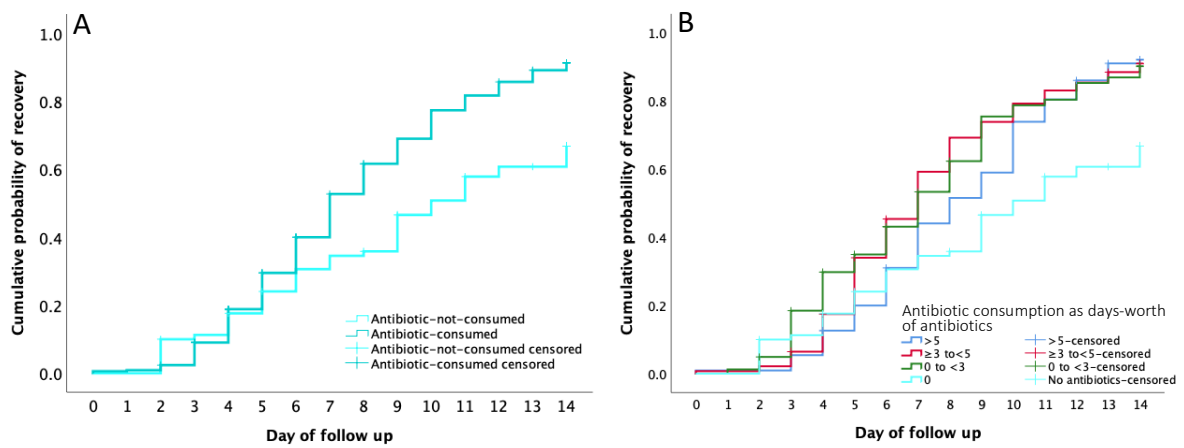 A
Cumulative probability of recovery
1.0
0.8
0.6
0.4
0.2
0.0
0 1 2 3 4 5 6 7 8 9 10 11 12 13 14
Day of follow up
Antibiotic-not-consumed
Antibiotic-consumed
Antibiotic-not-consumed censored
Antibiotic-consumed censored
B
Cumulative probability of recovery
1.0
0.8
0.6
0.4
0.2
0.0
0 1 2 3 4 5 6 7 8 9 10 11 12 13 14
Day of follow up
Antibiotic consumption as days-worth
of antibiotics
>5
≥3 to<5
0 to <3
0
>5-censored
≥3 to<5-censored
0 to <3-censored
No antibiotics-censored